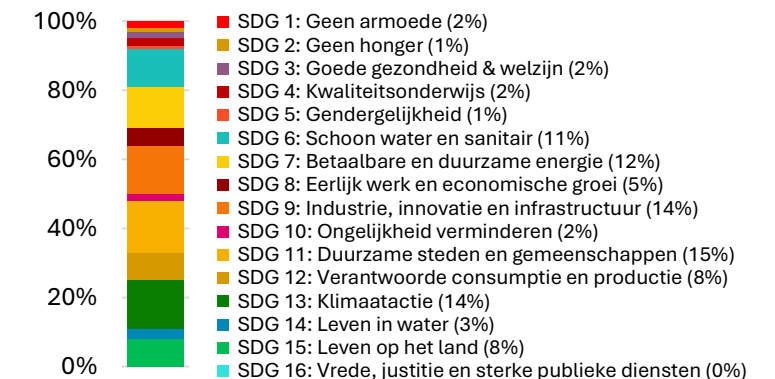 100%
80%
60%
40%
20%
0%
SDG 1: Geen armoede (2%)
SDG 2: Geen honger (1%)
SDG 3: Goede gezondheid & welzijn (2%)
SDG 4: Kwaliteitsonderwijs (2%)
SDG 5: Gendergelijkheid (1%)
SDG 6: Schoon water en sanitair (11%)
SDG 7: Betaalbare en duurzame energie (12%)
SDG 8: Eerlijk werk en economische groei (5%)
SDG 9: Industrie, innovatie en infrastructuur (14%)
SDG 10: Ongelijkheid verminderen (2%)
SDG 11: Duurzame steden en gemeenschappen (15%)
SDG 12: Verantwoorde consumptie en productie (8%)
SDG 13: Klimaatactie (14%)
SDG 14: Leven in water (3%)
SDG 15: Leven op het land (8%)
SDG 16: Vrede, justitie en sterke publieke diensten (0%)